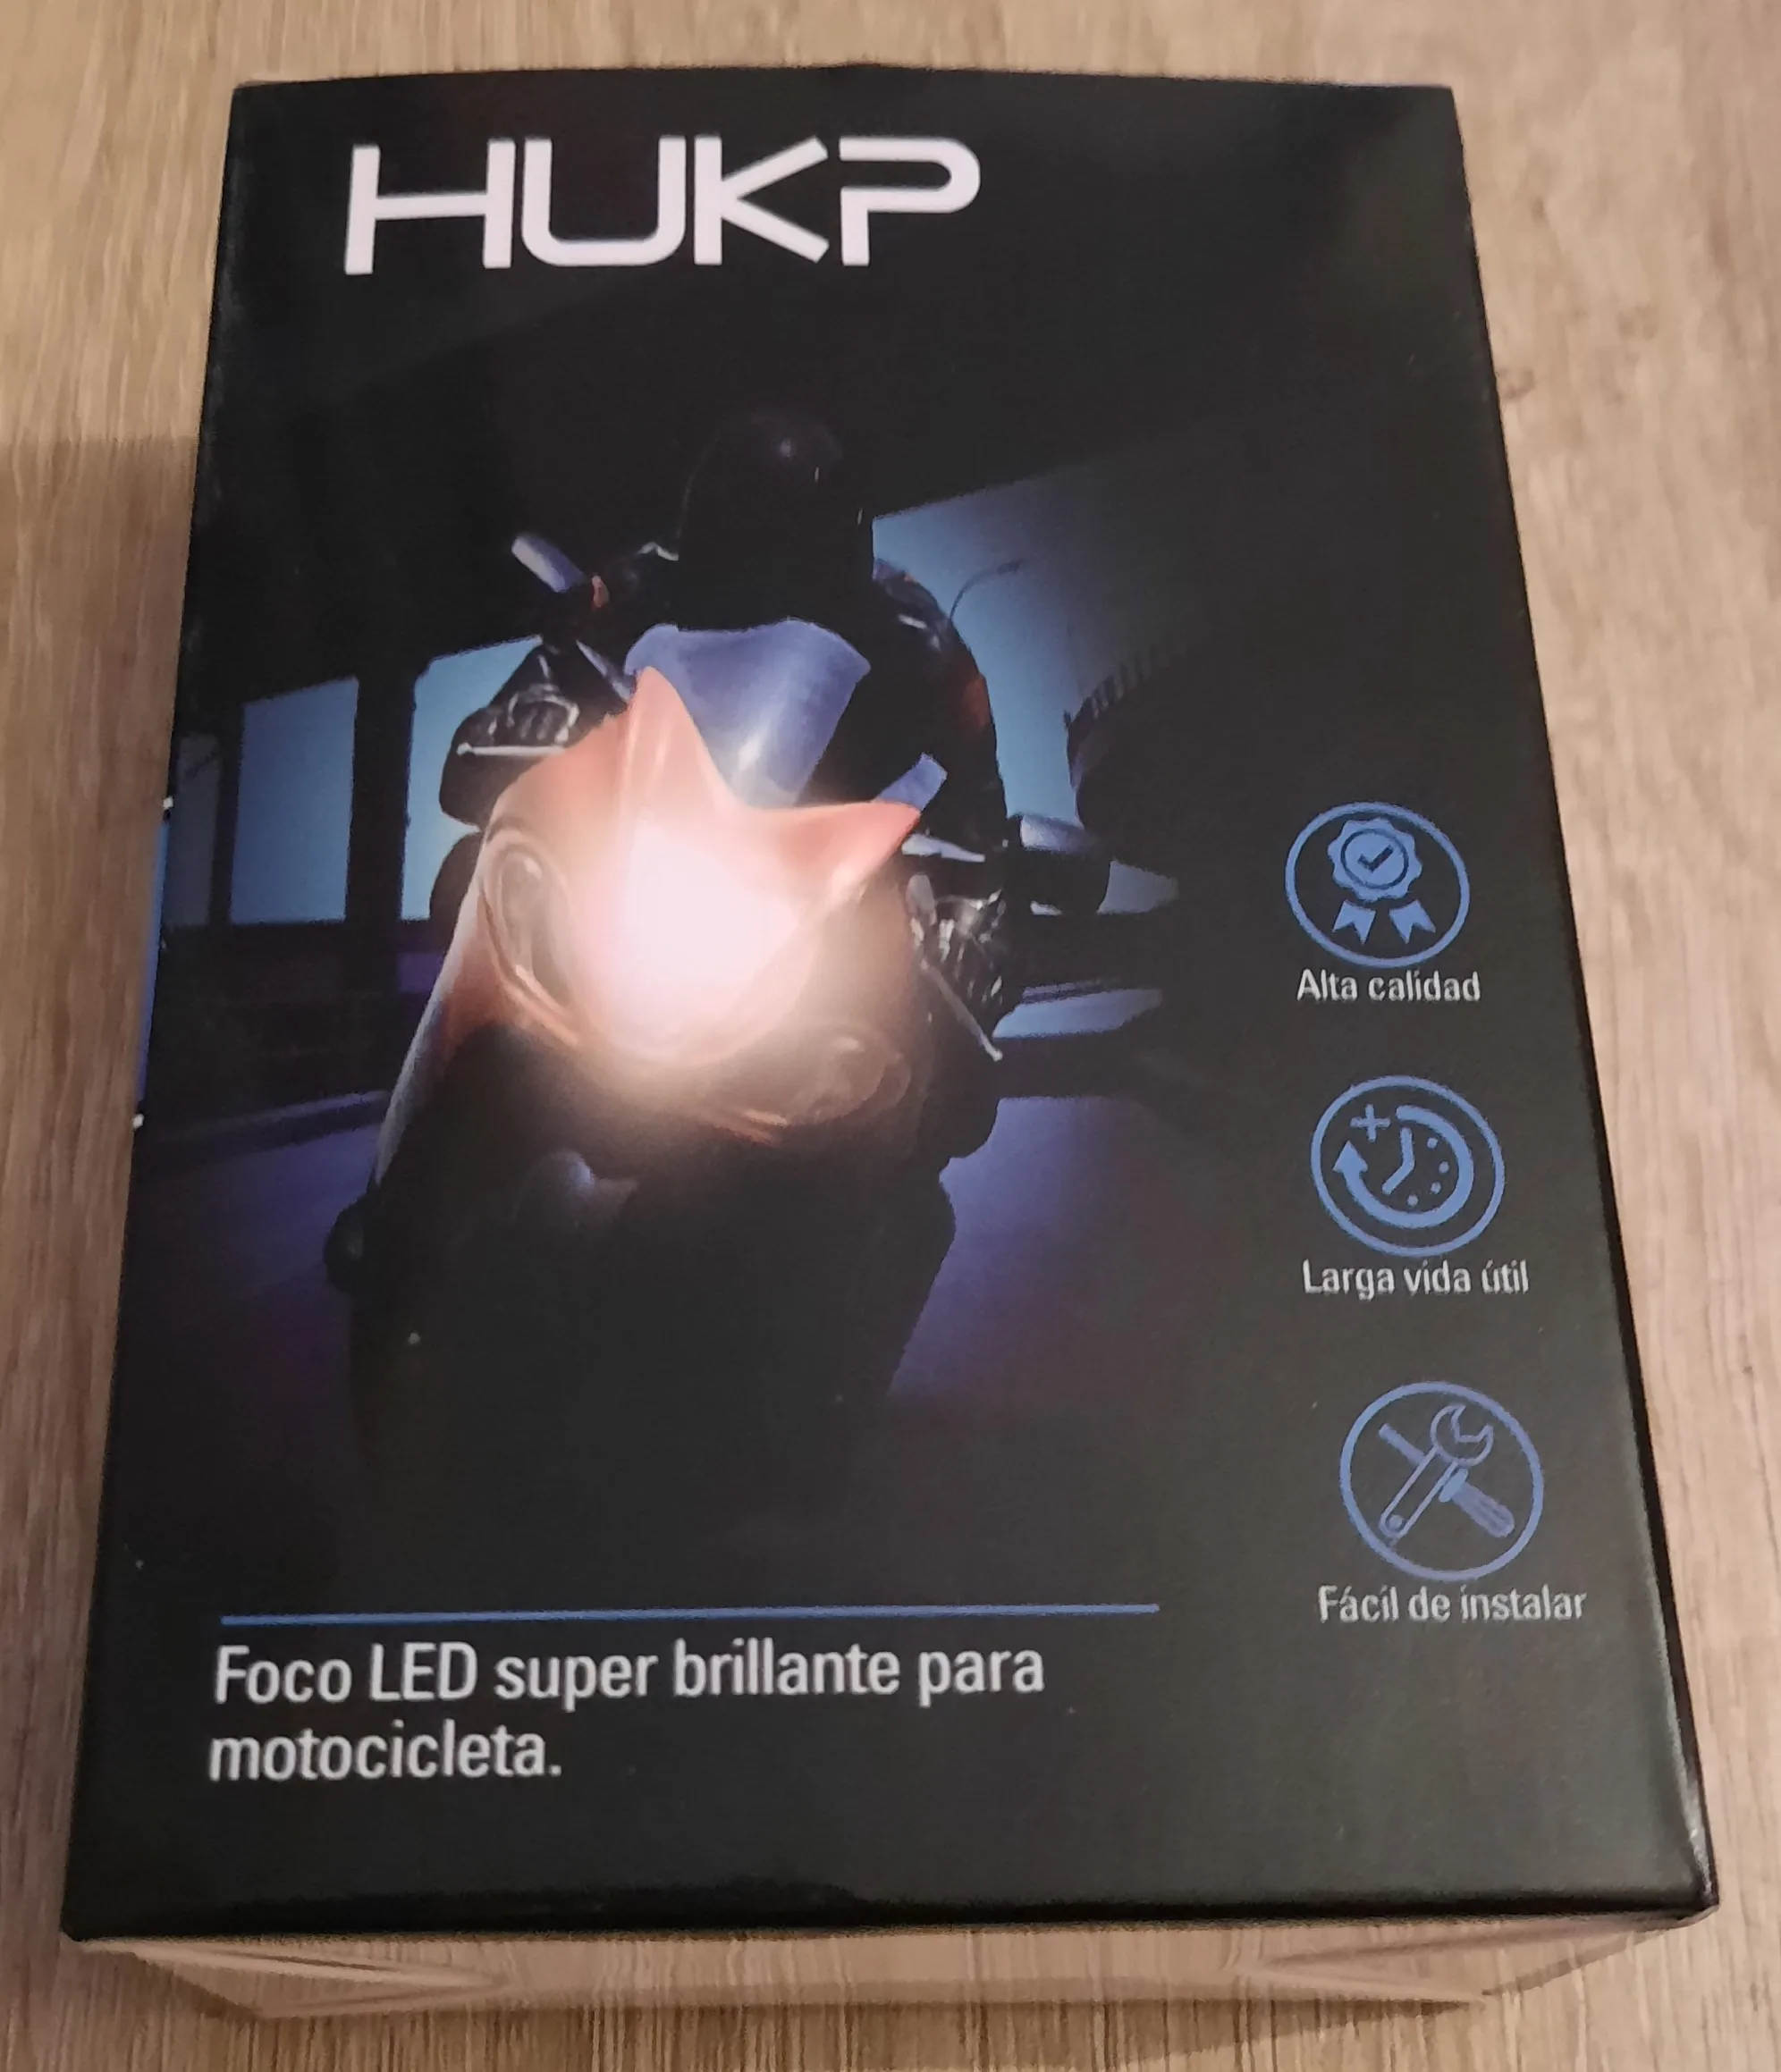 HUKP
Alta calidad
Larga vida útil
Fácil de instalar
Foco LED super brillante para
motocicleta.